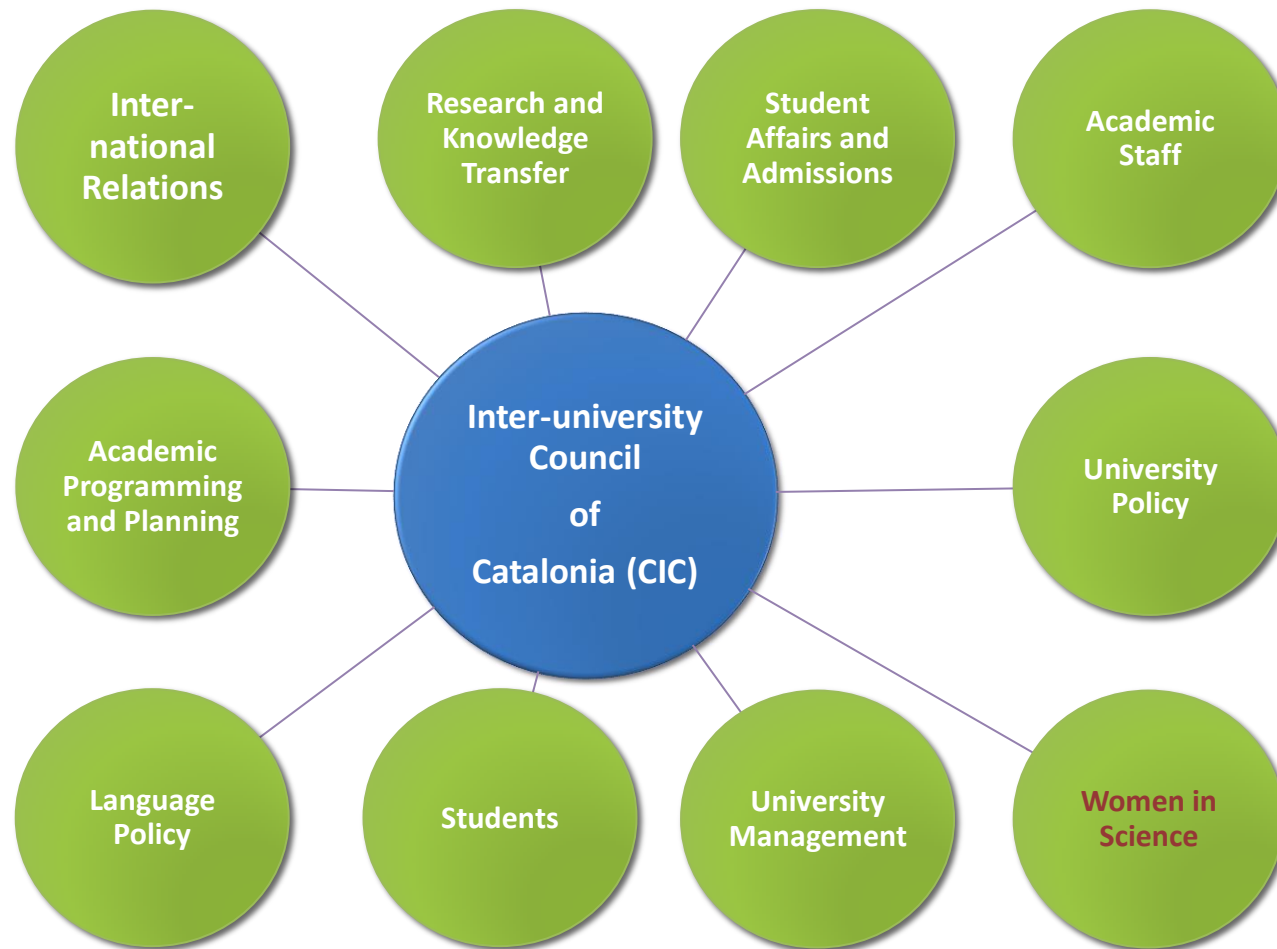 Inter-
national
Relations
Research and
Knowledge
Transfer
Student
Affairs and
Admissions
Academic
Staff
Academic
Programming
and Planning
Inter-university
Council
of
Catalonia (CIC)
University
Policy
Language
Policy
Students
University
Management
Women in
Science